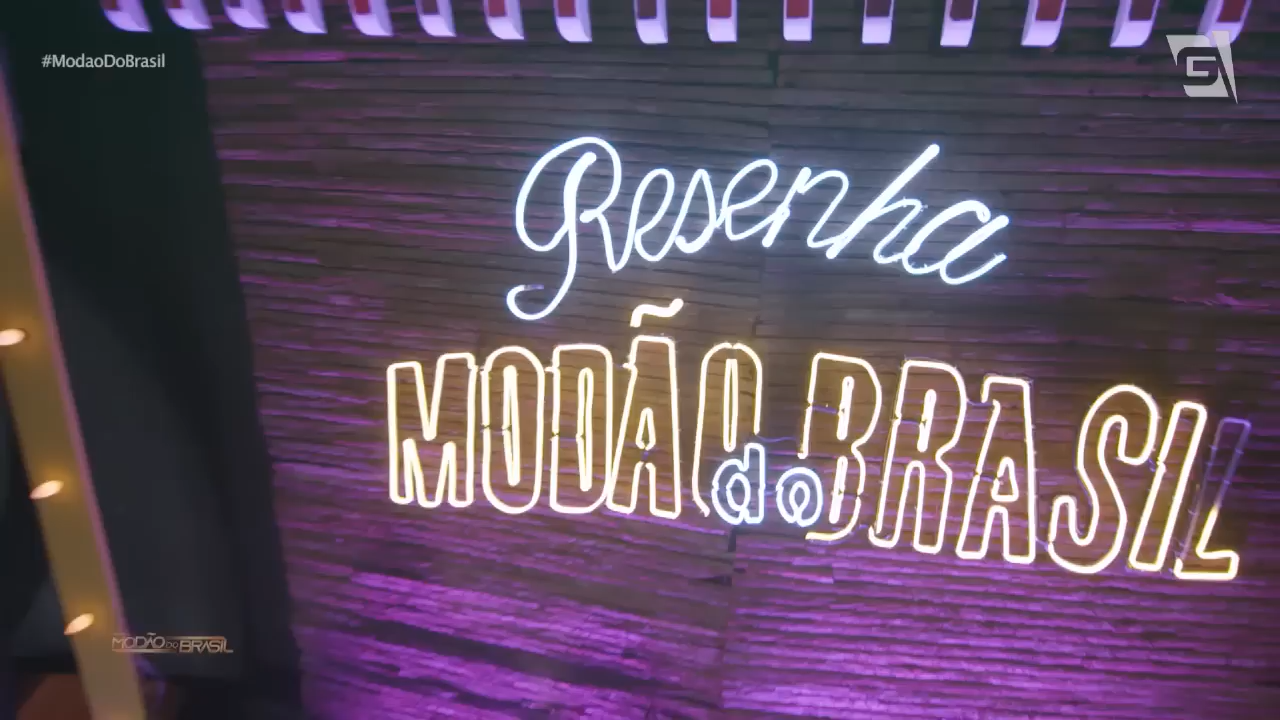 #ModaoDoBrasil
G
Resenha
MODÃO do BRASIL
MODÃO DO BRASIL